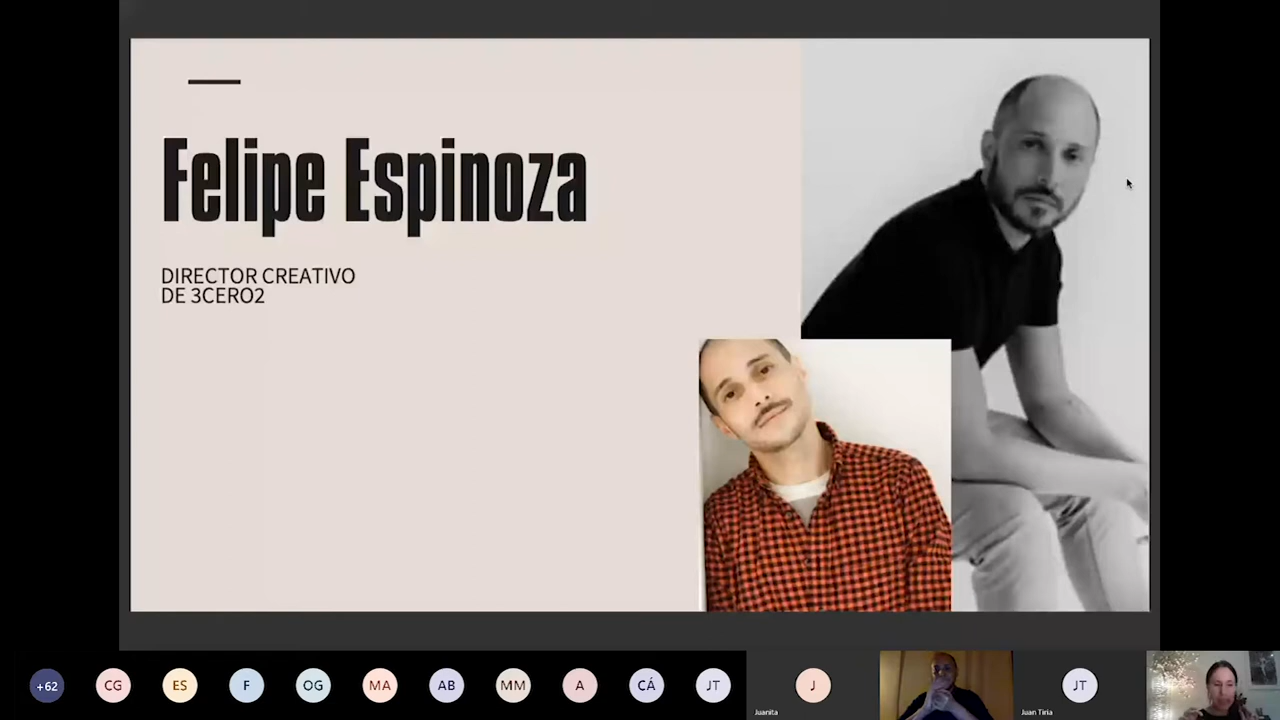 Felipe Espinoza
DIRECTOR CREATIVO
DE 3CERO2
+62
CG
ES
F
OG
MA
AB
MM
A
CÁ
JT
J
JT
Juanita
Juan Tiria